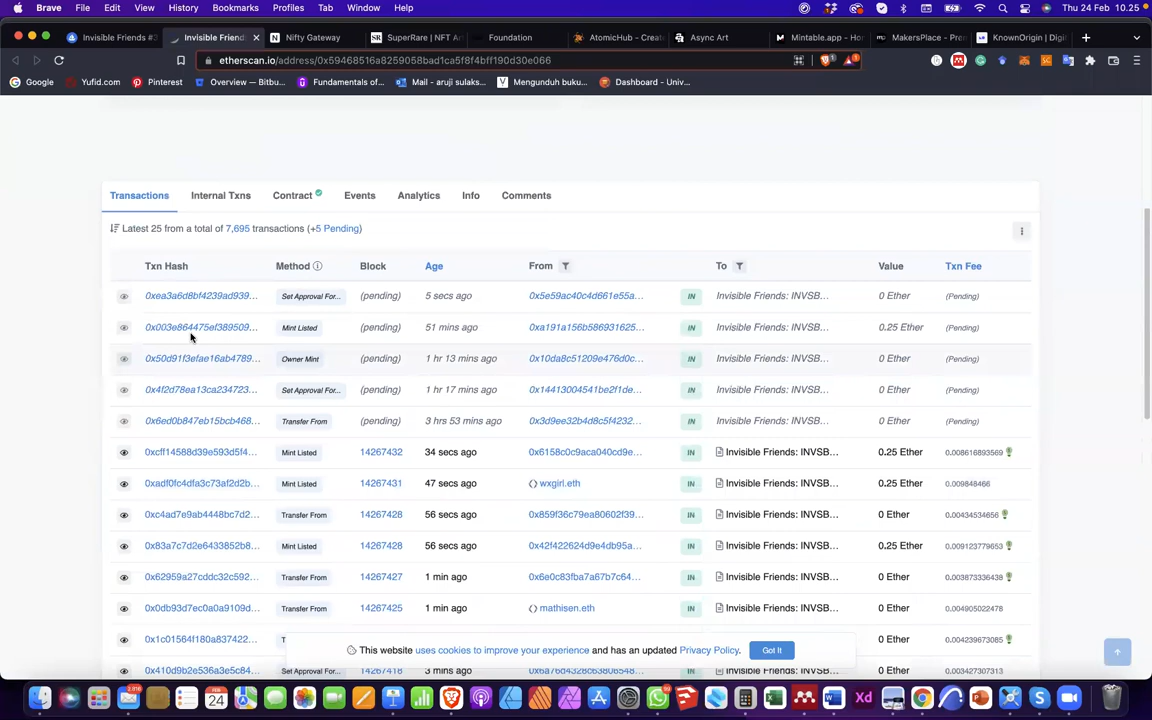 Brave File Edit View History Bookmarks Profiles Tab Window Help Thu 24 Feb 10.25
Invisible Friends #3 Invisible Friend Nifty Gateway SuperRare | NFT Ar Foundation AtomicHub - Create Async Art Mintable.app - Ho MakersPlace - Pre KnownOrigin | Digi
etherscan.io/address/0x59468516a8259058bad1ca5f8f4bff190d30e066
Google Yufid.com Pinterest Overview – Bitbu... Fundamentals of... Mail - aruji sulaks... Mengunduh buku... Dashboard - Univ...
Transactions Internal Txns Contract Events Analytics Info Comments
Latest 25 from a total of 7,695 transactions (+5 Pending)
Txn Hash Method Block Age From To Value Txn Fee
0xea3a6d8bf4239ad939... Set Approval For... (pending) 5 secs ago 0x5e59ac40c4d661e55a... IN Invisible Friends: INVSB... 0 Ether (Pending)
0x003e864475ef389509... Mint Listed (pending) 51 mins ago 0xa191a156b586931625... IN Invisible Friends: INVSB... 0.25 Ether (Pending)
0x50d91f3efae16ab4789... Owner Mint (pending) 1 hr 13 mins ago 0x10da8c51209e476d0c... IN Invisible Friends: INVSB... 0 Ether (Pending)
0x4f2d78ea13ca234723... Set Approval For... (pending) 1 hr 17 mins ago 0x14413004541be2f1de... IN Invisible Friends: INVSB... 0 Ether (Pending)
0x6ed0b847eb15bcb468... Transfer From (pending) 3 hrs 53 mins ago 0x3d9ee32b4d8c5f4232... IN Invisible Friends: INVSB... 0 Ether (Pending)
0xcff14588d39e593d5f4... Mint Listed 14267432 34 secs ago 0x6158c0c9aca040cd9e... IN Invisible Friends: INVSB... 0.25 Ether 0.008616893569
0xadf0fc4dfa3c73af2d2b... Mint Listed 14267431 47 secs ago wxgirl.eth IN Invisible Friends: INVSB... 0.25 Ether 0.009848466
0xc4ad7e9ab4448bc7d2... Transfer From 14267428 56 secs ago 0x859f36c79ea80602f39... IN Invisible Friends: INVSB... 0 Ether 0.00434534656
0x83a7c7d2e6433852b8... Mint Listed 14267428 56 secs ago 0x42f422624d9e4db95a... IN Invisible Friends: INVSB... 0.25 Ether 0.009123779653
0x62959a27cddc32c592... Transfer From 14267427 1 min ago 0x6e0c83fba7a67b7c64... IN Invisible Friends: INVSB... 0 Ether 0.003873336438
0x0db93d7ec0a0a9109d... Transfer From 14267425 1 min ago mathisen.eth IN Invisible Friends: INVSB... 0 Ether 0.004905022478
0x1c01564f180a837422... T 0.004239673085
This website uses cookies to improve your experience and has an updated Privacy Policy. Got It